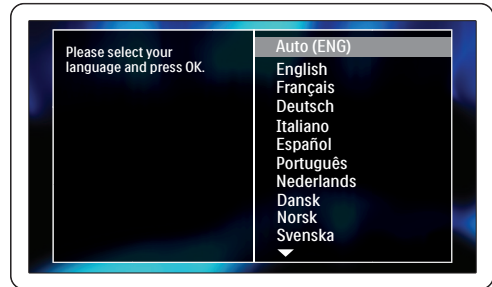 Please select your
language and press OK.
Auto (ENG)
English
Français
Deutsch
Italiano
Español
Português
Nederlands
Dansk
Norsk
Svenska